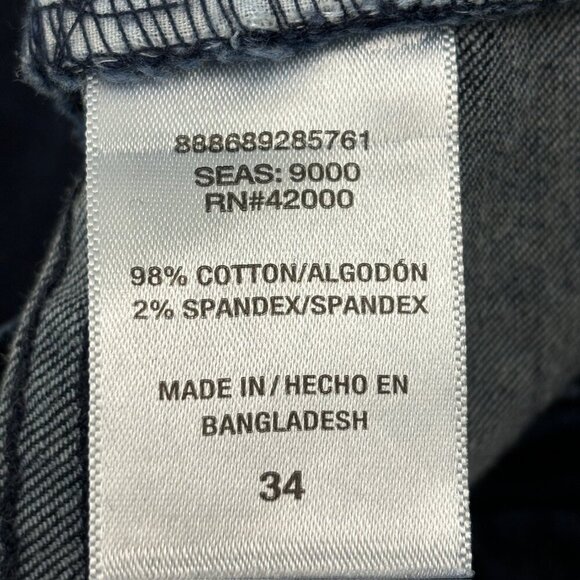 888689285761
SEAS: 9000
RN#42000
98% COTTON/ALGODÓN
2% SPANDEX/SPANDEX
MADE IN/HECHO EN
BANGLADESH
34